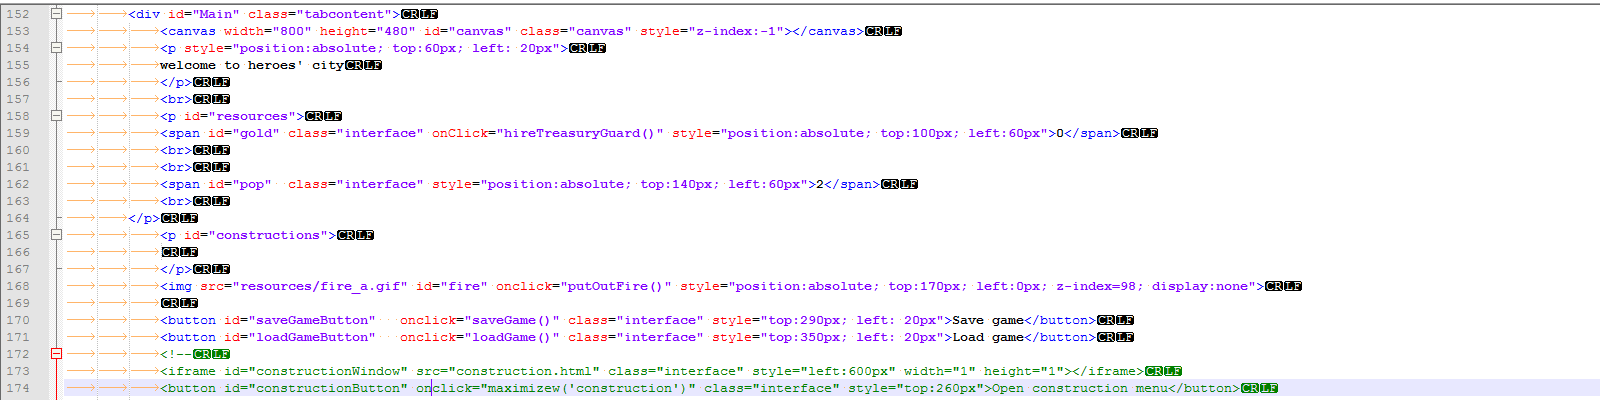 152 <div id="Main" class="tabcontent">CRLF
153 <canvas width="800" height="480" id="canvas" class="canvas" style="z-index:-1"></canvas>CRLF
154 <p style="position:absolute; top:60px; left: 20px">CRLF
155 welcome to heroes' cityCRLF
156 </p>CRLF
157 <br>CRLF
158 <p id="resources">CRLF
159 <span id="gold" class="interface" onClick="hireTreasuryGuard()" style="position:absolute; top:100px; left:60px">0</span>CRLF
160 <br>CRLF
161 <br>CRLF
162 <span id="pop"  class="interface" style="position:absolute; top:140px; left:60px">2</span>CRLF
163 <br>CRLF
164 </p>CRLF
165 <p id="constructions">CRLF
166 CRLF
167 </p>CRLF
168 <img src="resources/fire_a.gif" id="fire" onclick="putOutFire()" style="position:absolute; top:170px; left:0px; z-index=98; display:none">CRLF
169 CRLF
170 <button id="saveGameButton"   onclick="saveGame()" class="interface" style="top:290px; left: 20px">Save game</button>CRLF
171 <button id="loadGameButton"   onclick="loadGame()" class="interface" style="top:350px; left: 20px">Load game</button>CRLF
172 <!--CRLF
173 <iframe id="constructionWindow" src="construction.html" class="interface" style="left:600px" width="1" height="1"></iframe>CRLF
174 <button id="constructionButton" onclick="maximizew('construction')" class="interface" style="top:260px">Open construction menu</button>CRLF